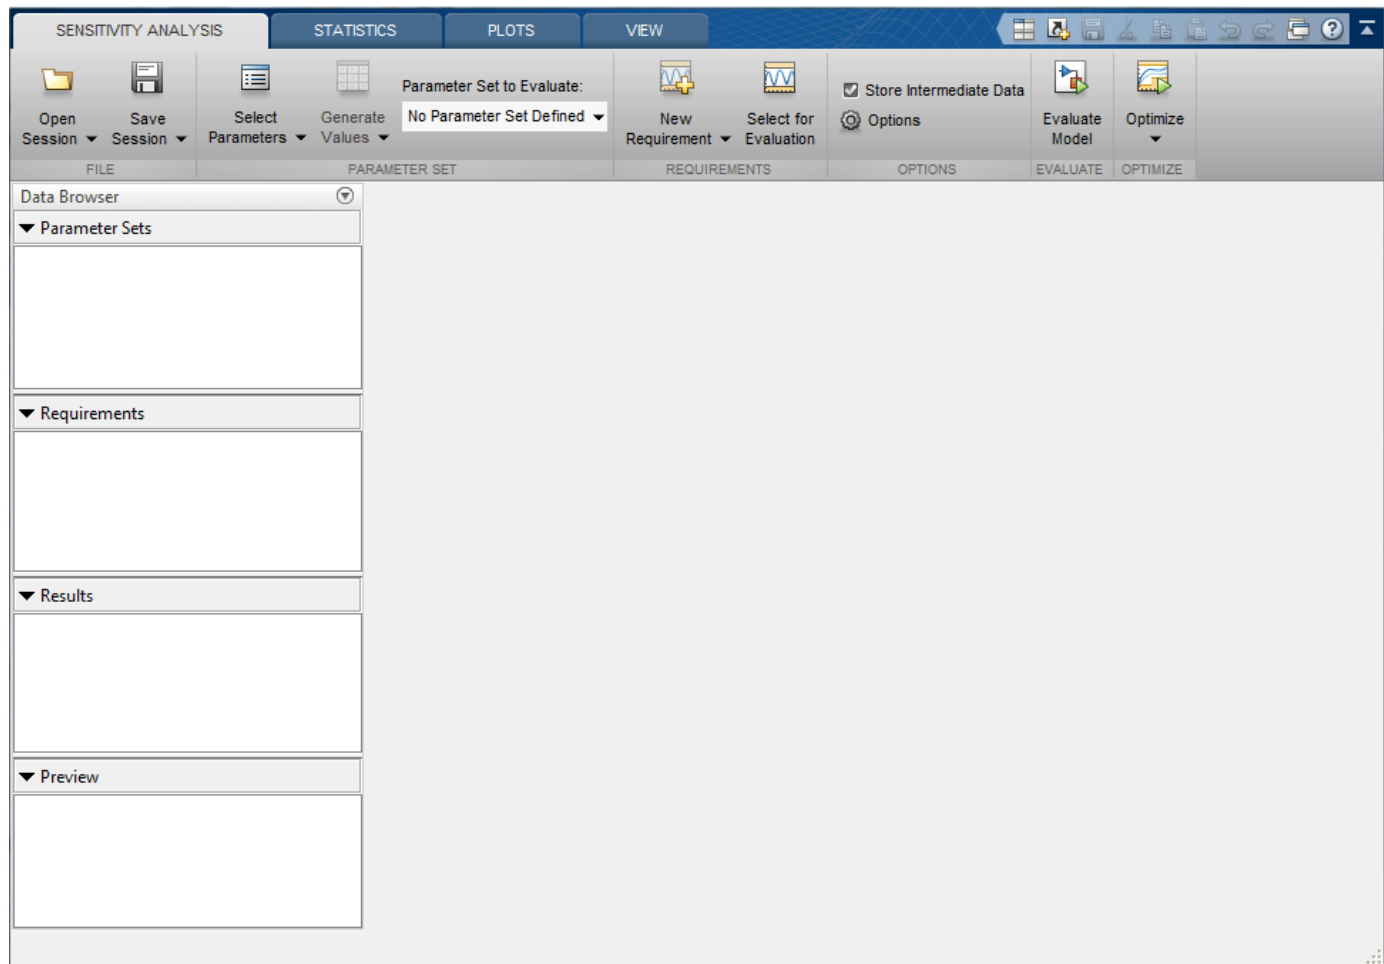 SENSITIVITY ANALYSIS
STATISTICS
PLOTS
VIEW
Open
Session
Save
Session
Select
Parameters
Generate
Values
Parameter Set to Evaluate:
No Parameter Set Defined
New
Requirement
Select for
Evaluation
Store Intermediate Data
Options
Evaluate
Model
Optimize
FILE
PARAMETER SET
REQUIREMENTS
OPTIONS
EVALUATE
OPTIMIZE
Data Browser
Parameter Sets
Requirements
Results
Preview